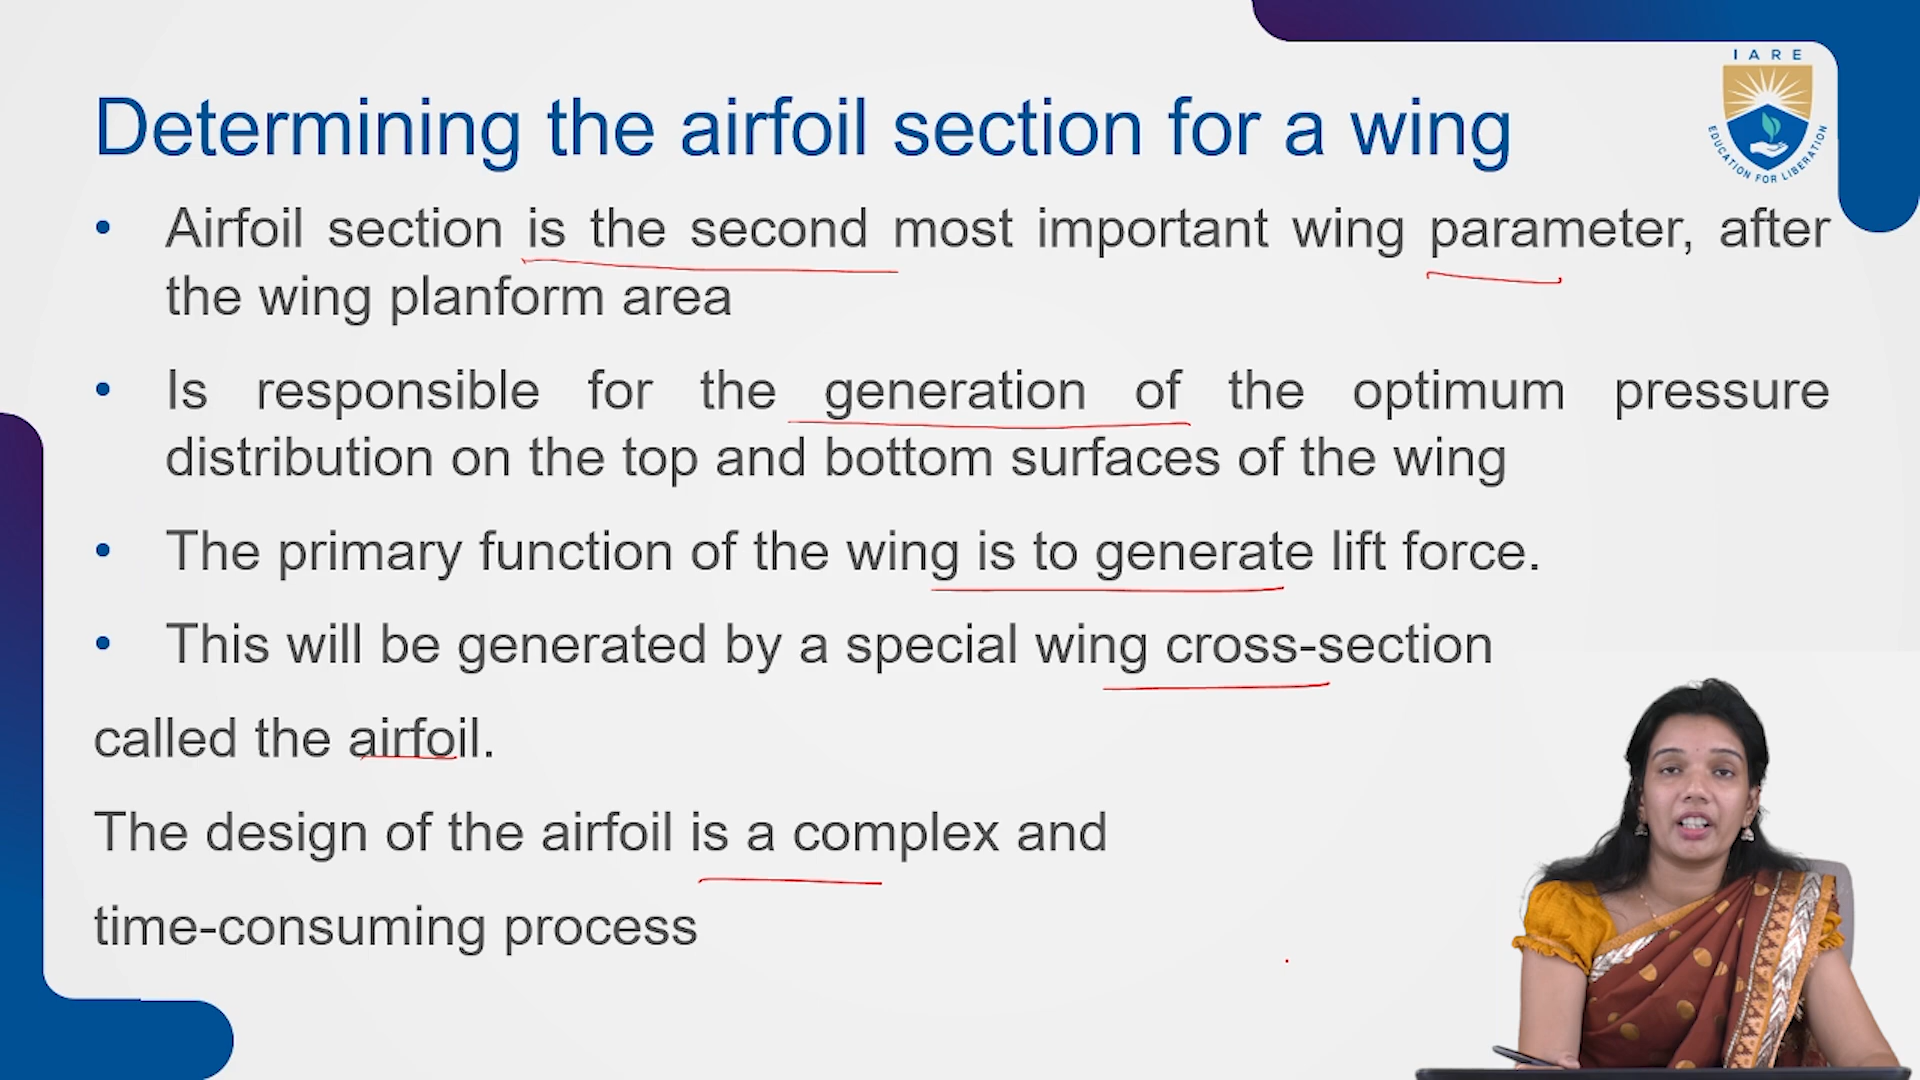 IARE
EDUCATION FOR LIBERATION
Determining the airfoil section for a wing
• Airfoil section is the second most important wing parameter, after
the wing planform area
• Is responsible for the generation of the optimum pressure
distribution on the top and bottom surfaces of the wing
• The primary function of the wing is to generate lift force.
• This will be generated by a special wing cross-section
called the airfoil.
The design of the airfoil is a complex and
time-consuming process